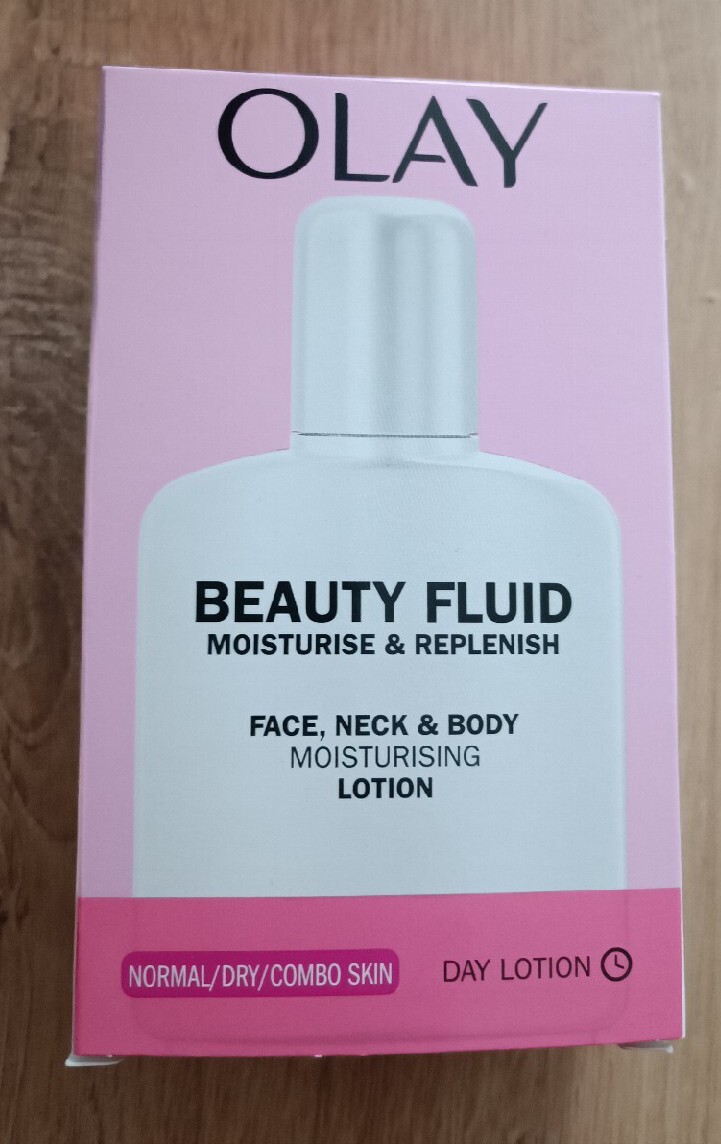 OLAY
BEAUTY FLUID
MOISTURISE & REPLENISH
FACE, NECK & BODY
MOISTURISING
LOTION
NORMAL/DRY/COMBO SKIN
DAY LOTION